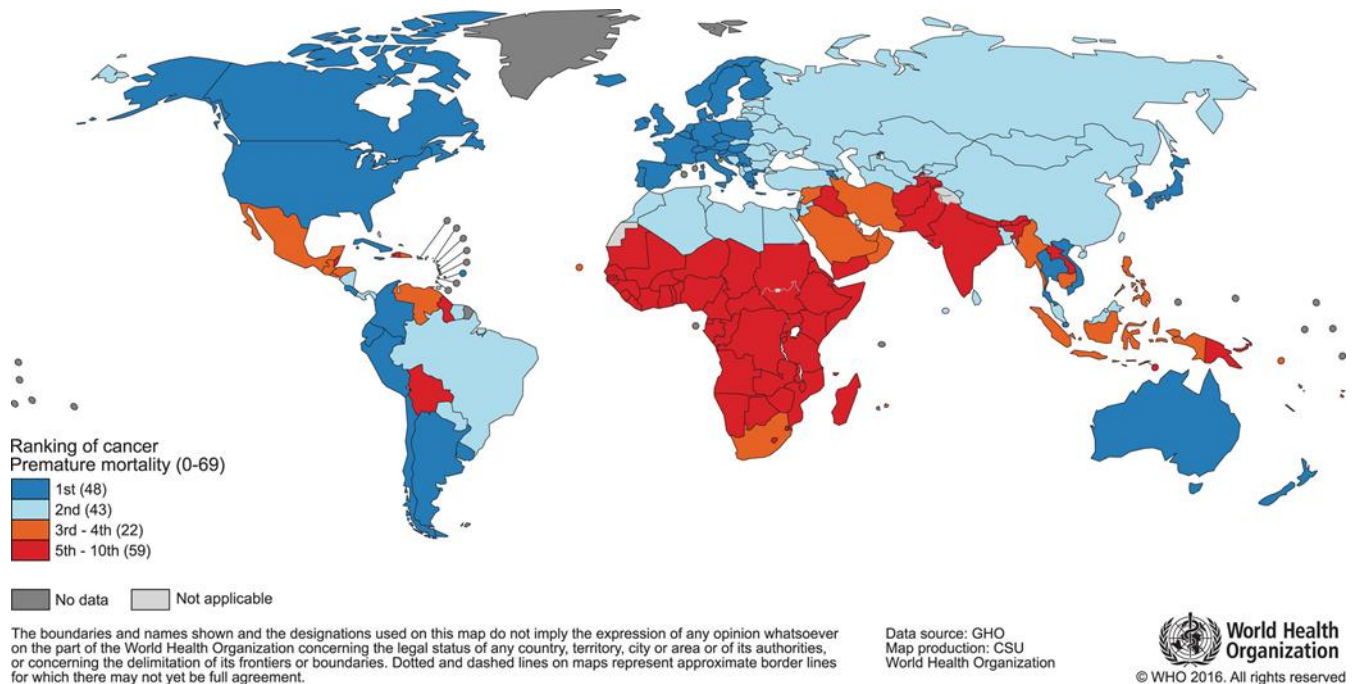 Ranking of cancer
Premature mortality (0-69)
1st (48)
2nd (43)
3rd - 4th (22)
5th - 10th (59)
No data
Not applicable
The boundaries and names shown and the designations used on this map do not imply the expression of any opinion whatsoever
on the part of the World Health Organization concerning the legal status of any country, territory, city or area or of its authorities,
or concerning the delimitation of its frontiers or boundaries. Dotted and dashed lines on maps represent approximate border lines
for which there may not yet be full agreement.
Data source: GHO
Map production: CSU
World Health Organization
World Health
Organization
© WHO 2016. All rights reserved